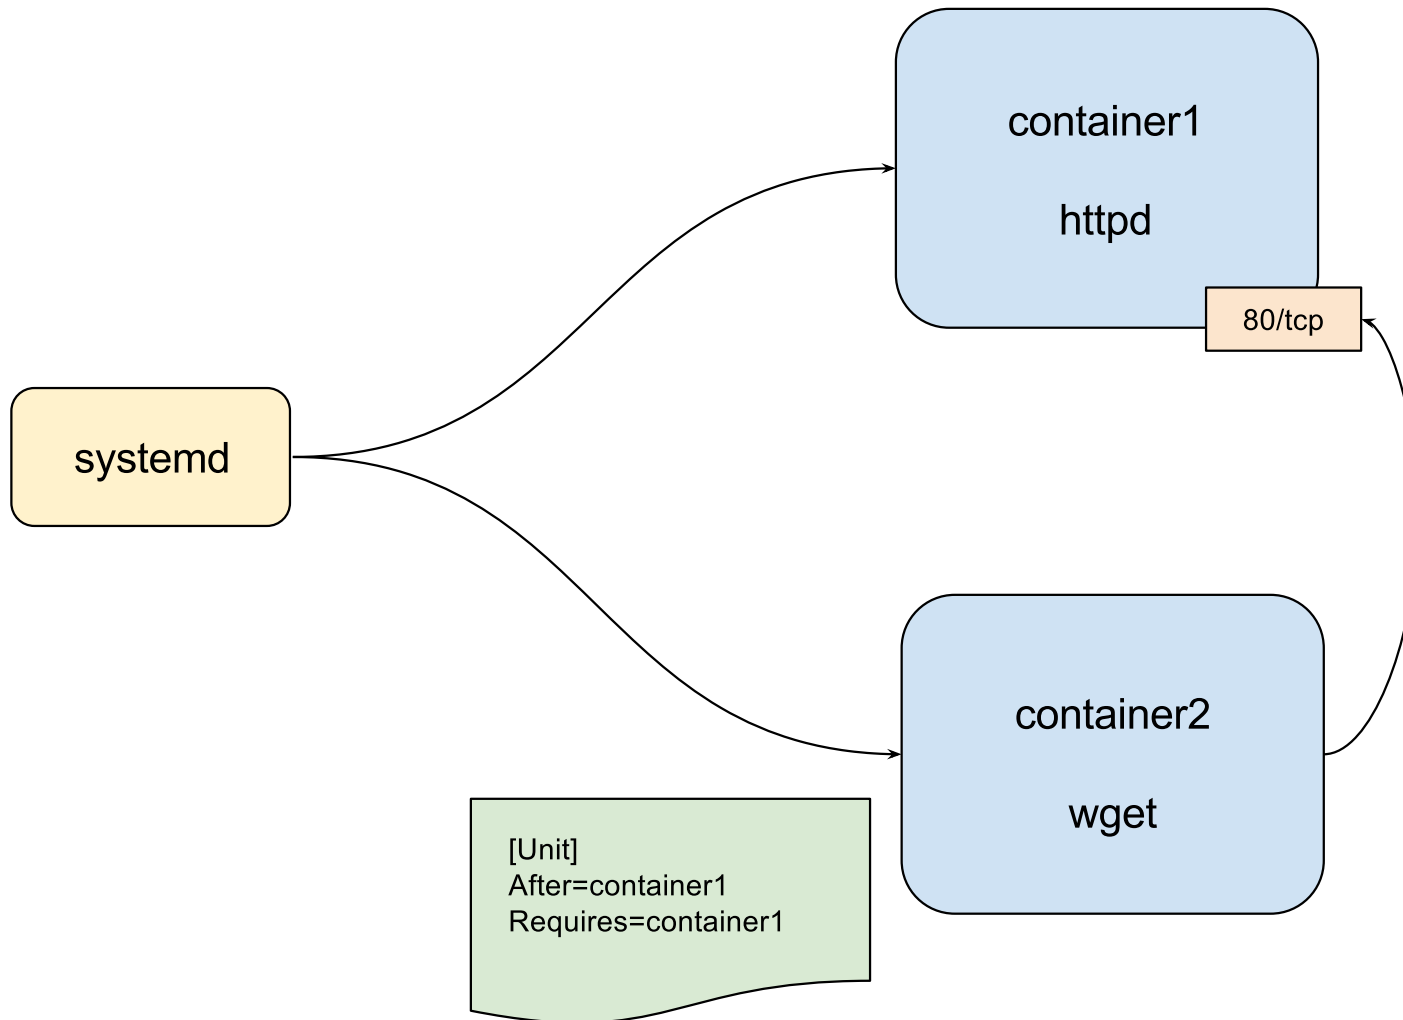 container1
httpd
80/tcp
systemd
container2
wget
[Unit]
After=container1
Requires=container1